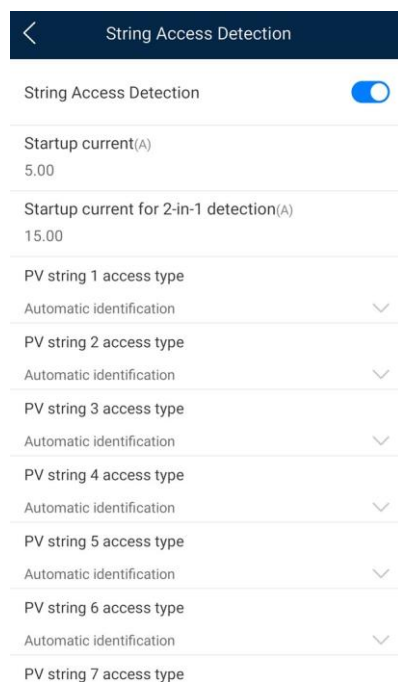 String Access Detection
String Access Detection
Startup current(A)
5.00
Startup current for 2-in-1 detection(A)
15.00
PV string 1 access type
Automatic identification
PV string 2 access type
Automatic identification
PV string 3 access type
Automatic identification
PV string 4 access type
Automatic identification
PV string 5 access type
Automatic identification
PV string 6 access type
Automatic identification
PV string 7 access type